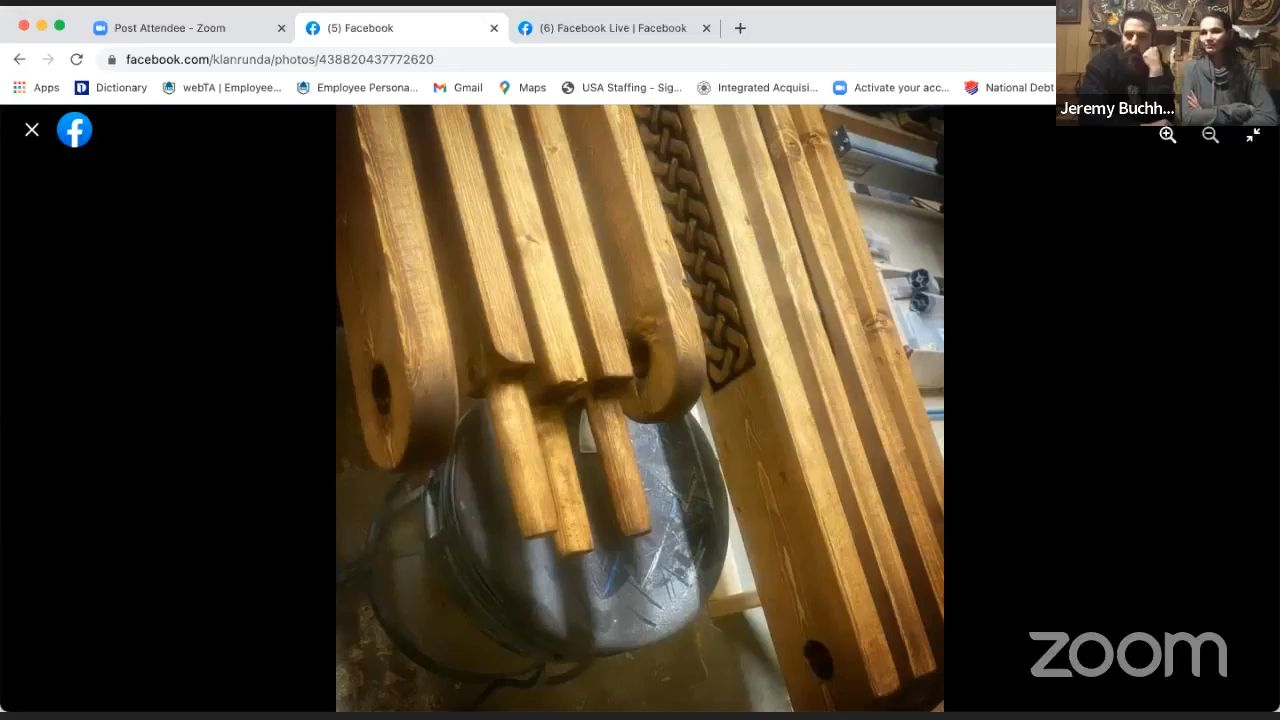 Post Attendee - Zoom
(5) Facebook
(6) Facebook Live | Facebook
facebook.com/klanrunda/photos/438820437772620
Apps
Dictionary
webTA | Employee...
Employee Persona...
Gmail
Maps
USA Staffing - Sig...
Integrated Acquisi...
Activate your acc...
National Debt
Jeremy Buchh...
zoom